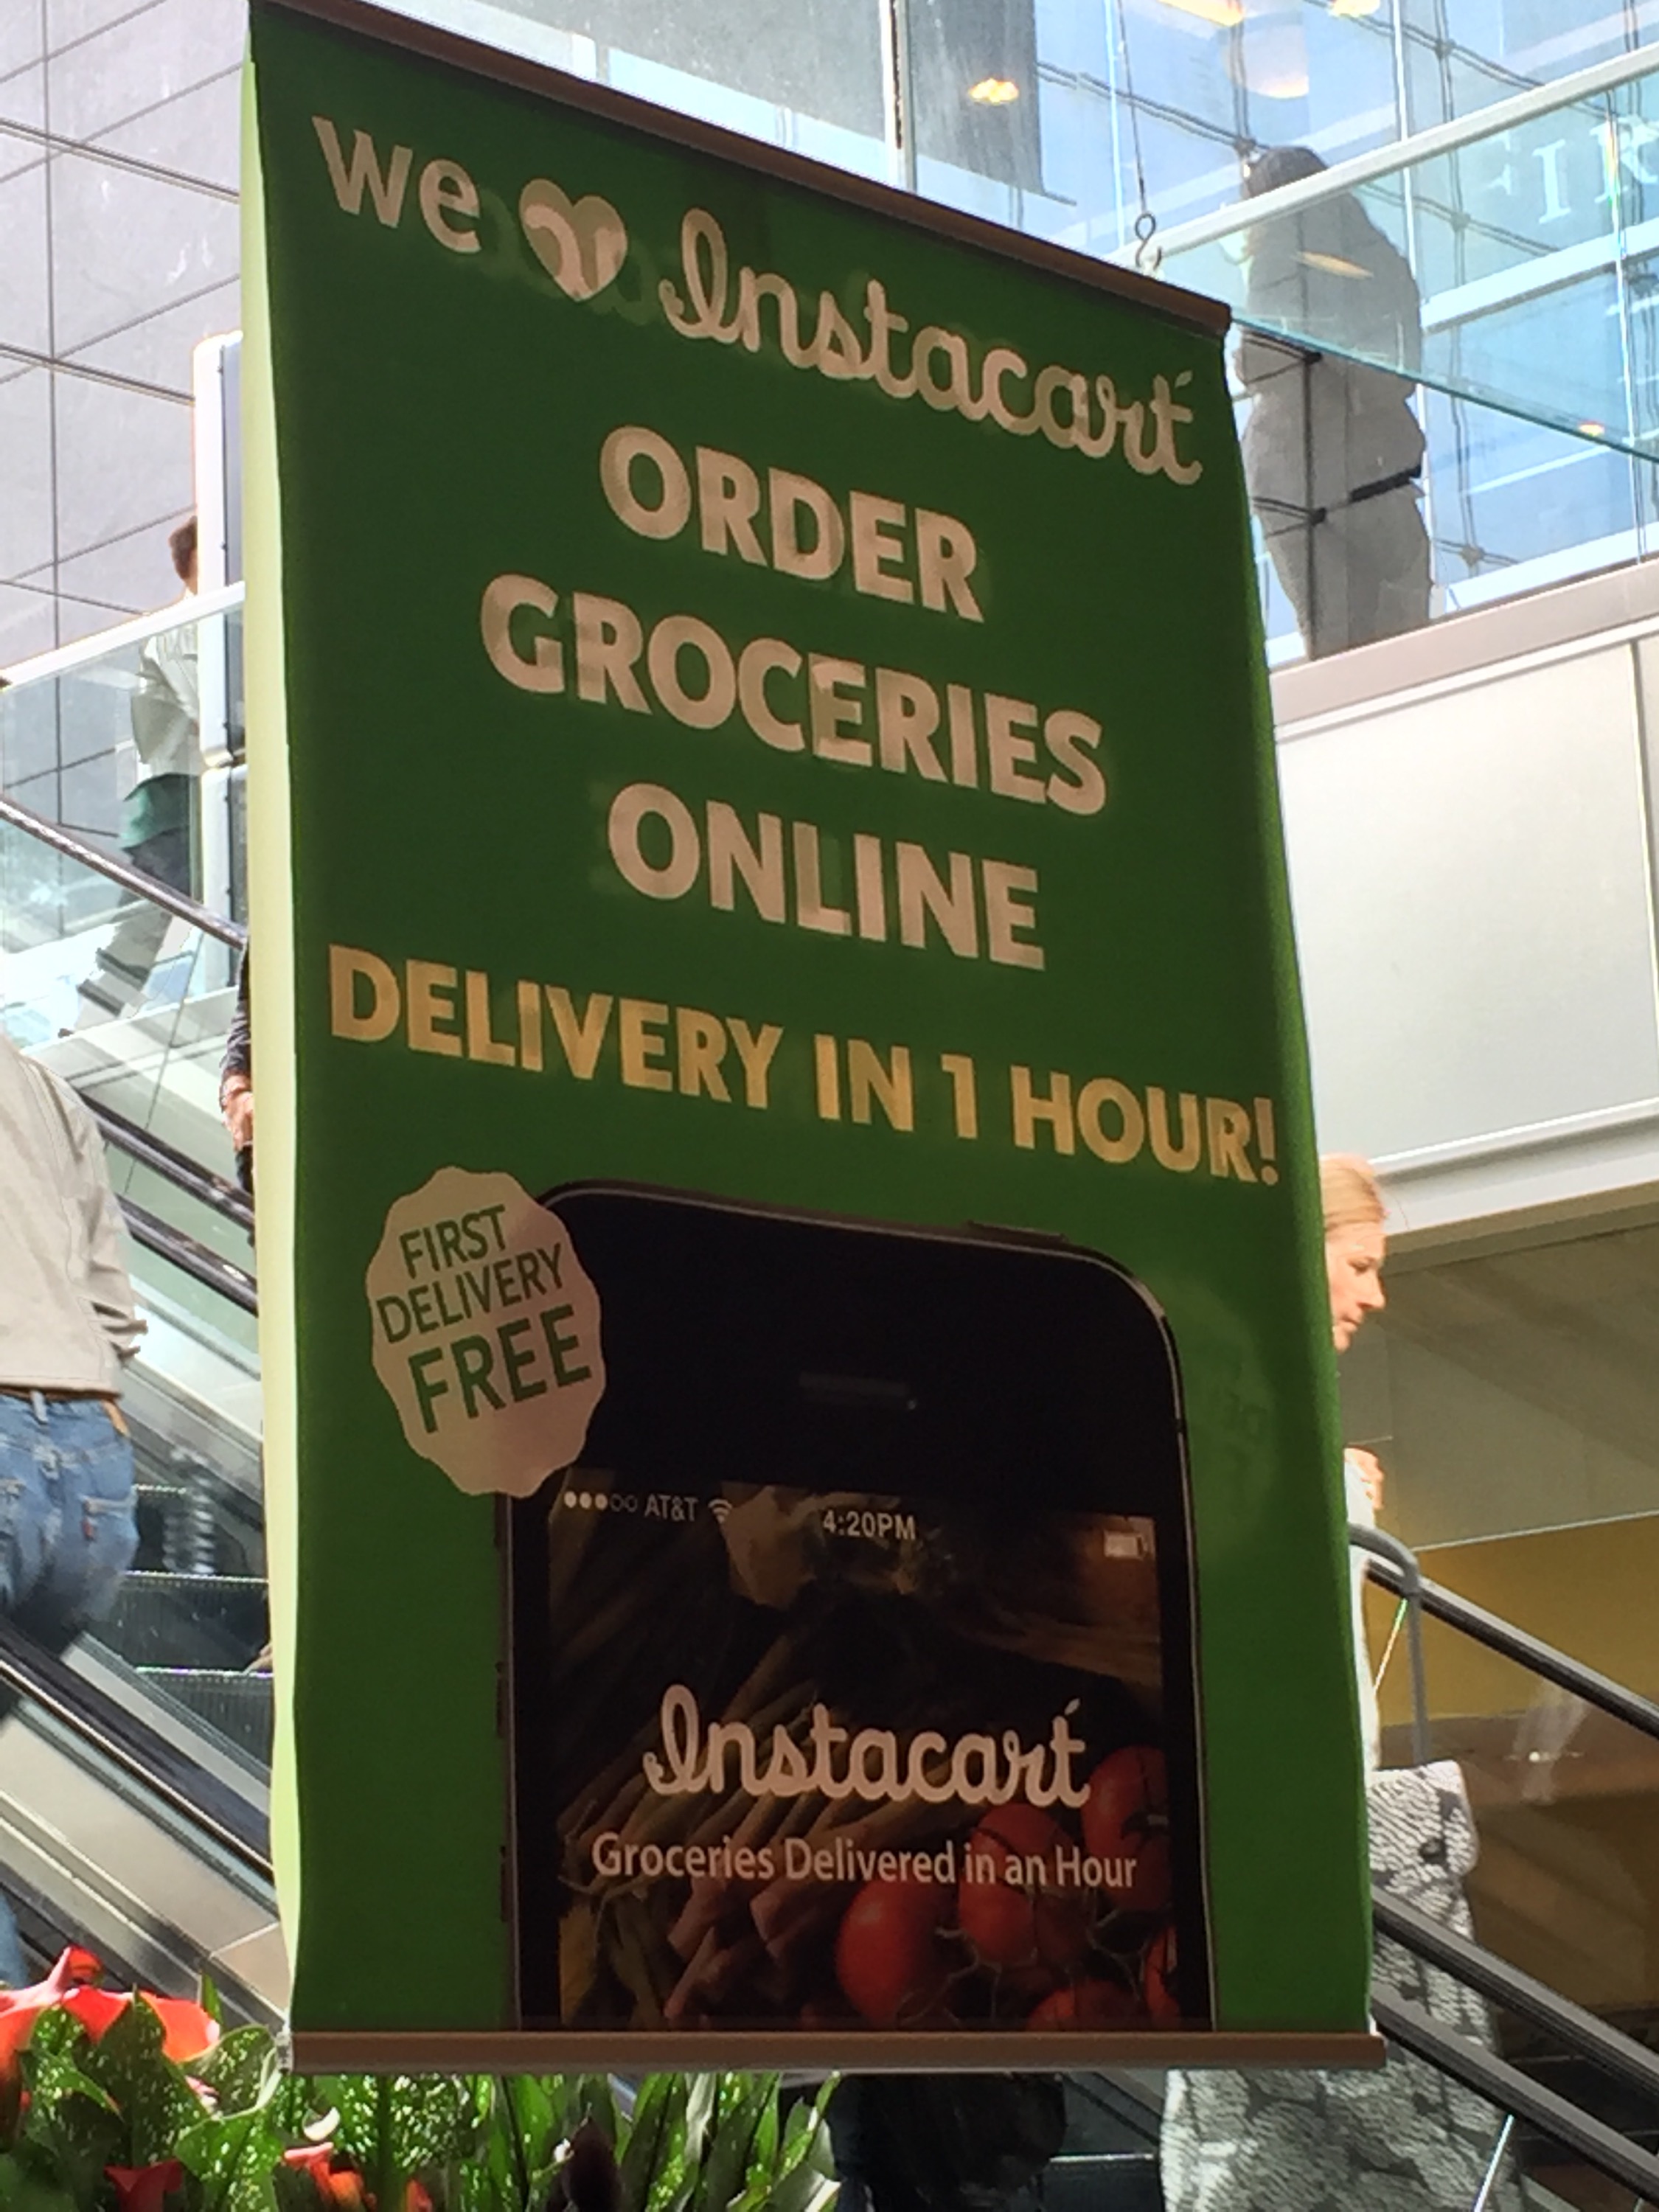 we Instacart
ORDER
GROCERIES
ONLINE
DELIVERY IN 1 HOUR!
FIRST
DELIVERY
FREE
AT&T 4:20PM
Instacart
Groceries Delivered in an Hour